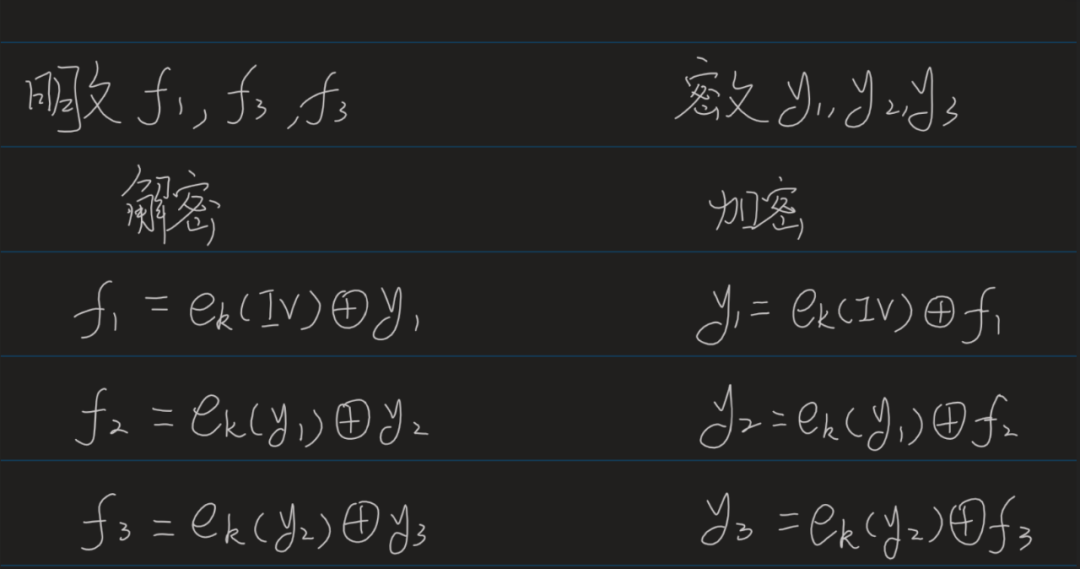 明文 f₁, f₃, f₃  密文 y₁, y₂, y₃
解密  加密
f₁ = eₖ(IV)⊕y₁  y₁ = eₖ(IV)⊕f₁
f₂ = eₖ(y₁)⊕y₂  y₂ = eₖ(y₁)⊕f₂
f₃ = eₖ(y₂)⊕y₃  y₃ = eₖ(y₂)⊕f₃